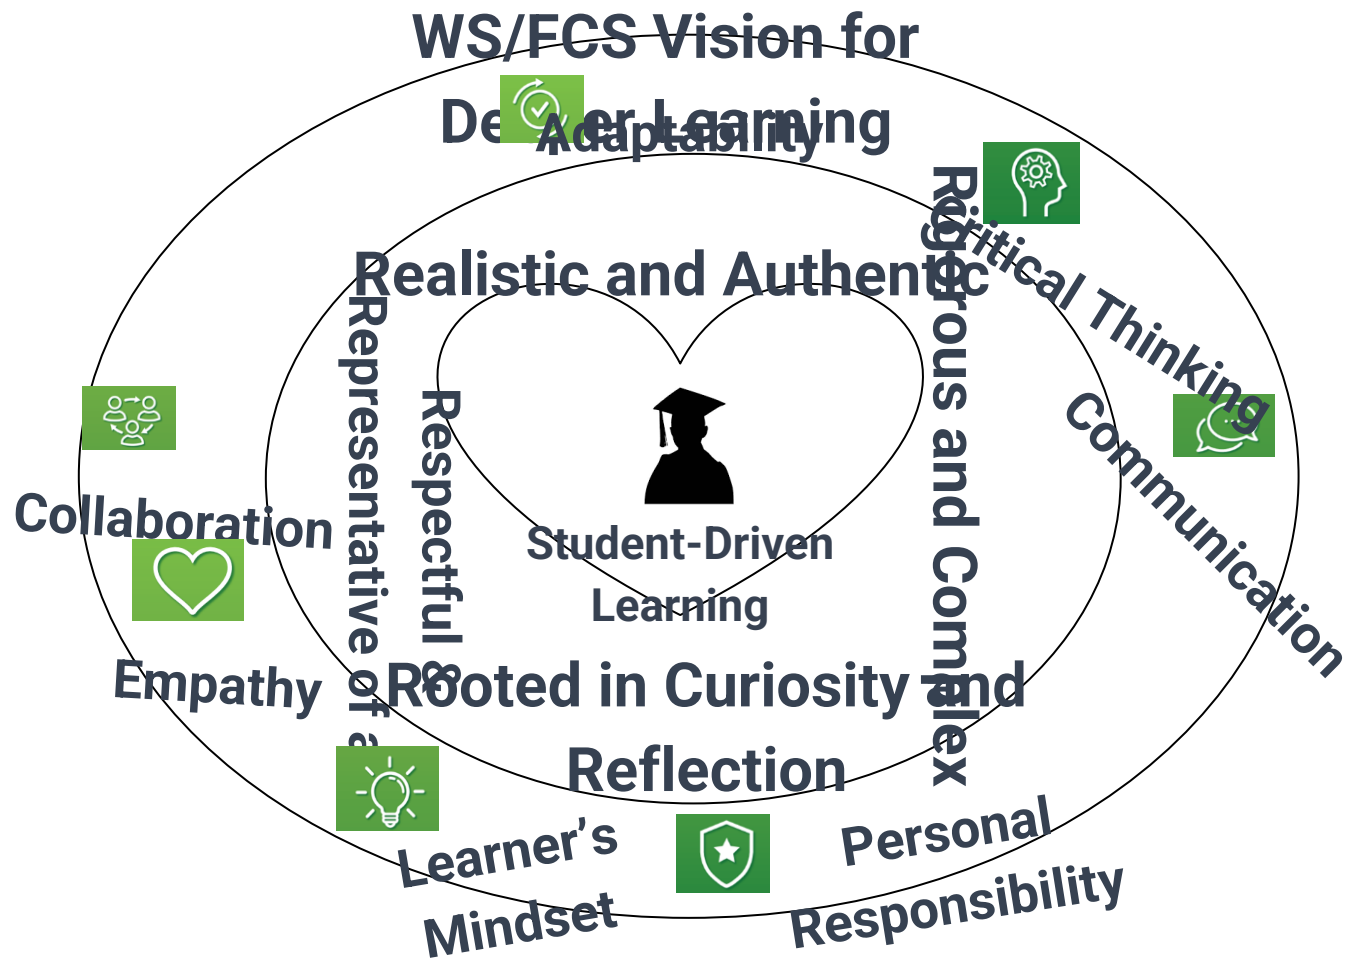 WS/FCS Vision for
Deeper Learning
Adaptability
Critical Thinking
Realistic and Authentic
Rigorous and Complex
Representative of a
Respectful &
Communication
Collaboration
Student-Driven
Learning
Empathy
Rooted in Curiosity and
Reflection
Learner’s
Mindset
Personal
Responsibility